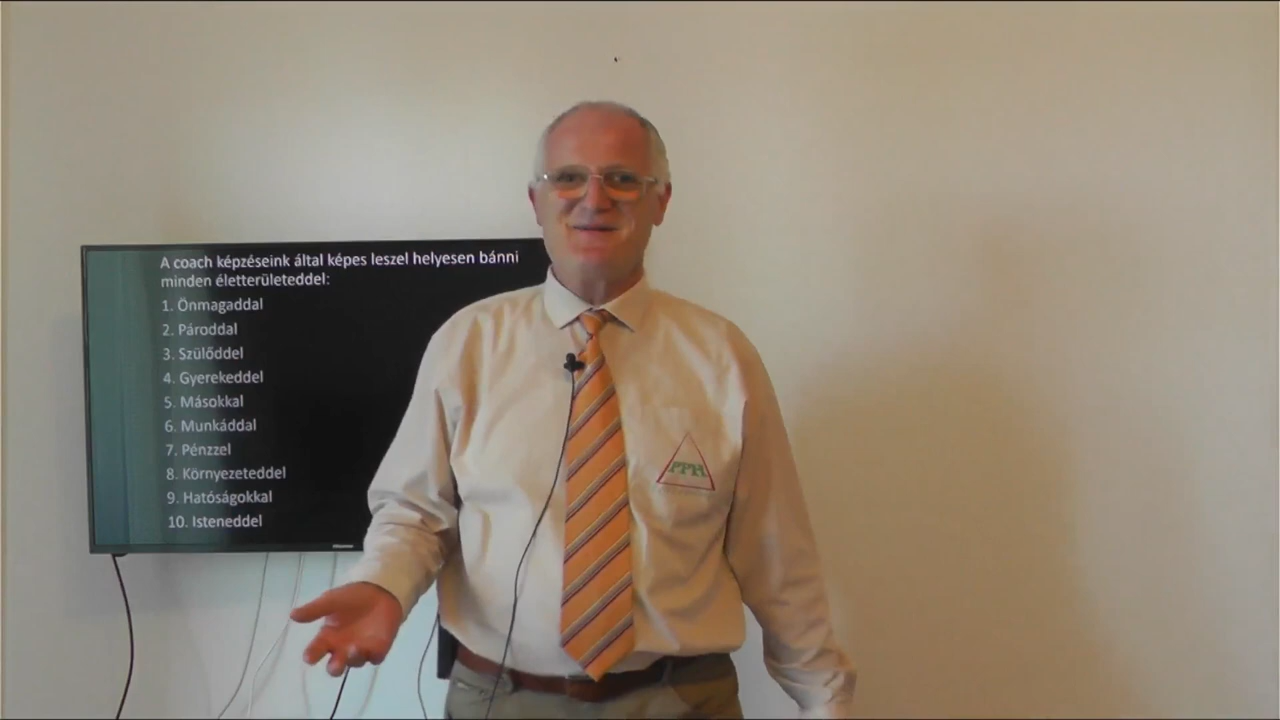 A coach képzéseink által képes leszel helyesen bánni
minden életterületeddel:
1. Önmagaddal
2. Pároddal
3. Szülőddel
4. Gyerekeddel
5. Másokkal
6. Munkáddal
7. Pénzzel
8. Környezeteddel
9. Hatóságokkal
10. Isteneddel
Hisense